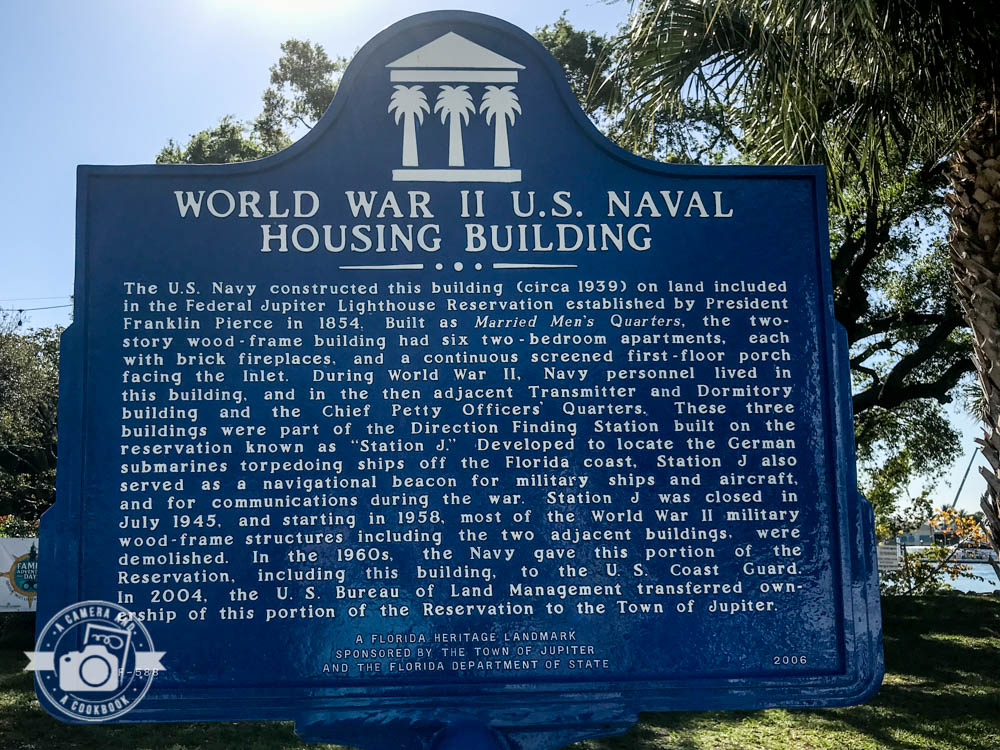 WORLD WAR II U.S. NAVAL
HOUSING BUILDING
The U.S. Navy constructed this building (circa 1939) on land included
in the Federal Jupiter Lighthouse Reservation established by President
Franklin Pierce in 1854. Built as Married Men's Quarters, the two-
story wood-frame building had six two-bedroom apartments, each
with brick fireplaces, and a continuous screened first-floor porch
facing the Inlet. During World War II, Navy personnel lived in
this building, and in the then adjacent Transmitter and Dormitory
building and the Chief Petty Officers' Quarters. These three
buildings were part of the Direction Finding Station built on the
reservation known as "Station J." Developed to locate the German
submarines torpedoing ships off the Florida coast, Station J also
served as a navigational beacon for military ships and aircraft,
and for communications during the war. Station J was closed in
July 1945, and starting in 1958, most of the World War II military
wood-frame structures including the two adjacent buildings, were
demolished. In the 1960s, the Navy gave this portion of the
Reservation, including this building, to the U.S. Coast Guard.
In 2004, the U.S. Bureau of Land Management transferred own-
ership of this portion of the Reservation to the Town of Jupiter.
A FLORIDA HERITAGE LANDMARK
SPONSORED BY THE TOWN OF JUPITER
AND THE FLORIDA DEPARTMENT OF STATE
F-588
2006
A CAMERA AND
A COOKBOOK